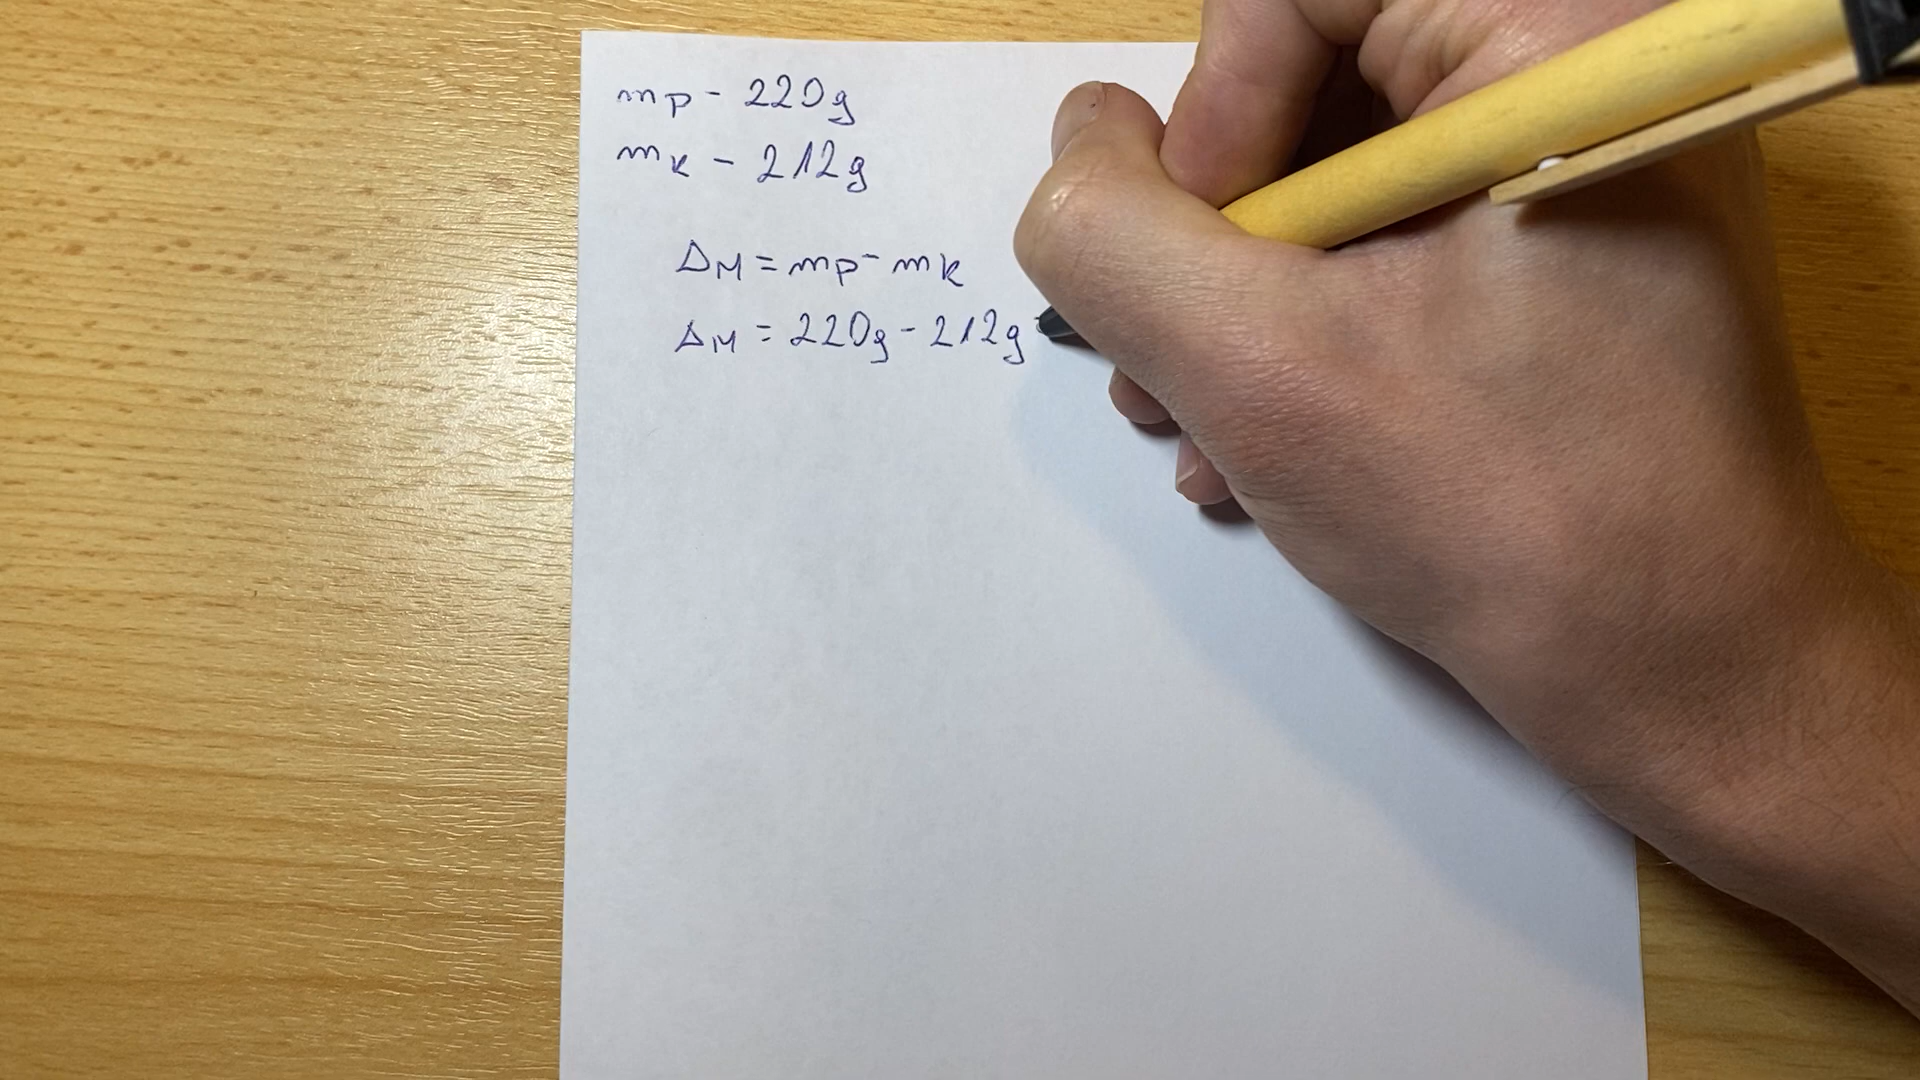 mp - 220g
mk - 212g
ΔM = mp - mk
ΔM = 220g - 212g